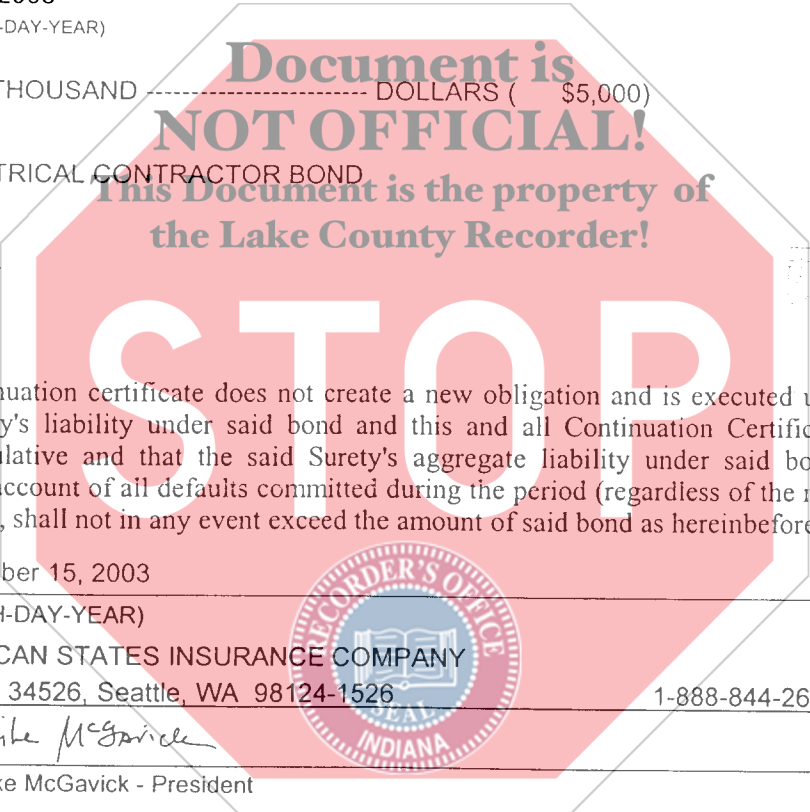 -DAY-YEAR)
Document is
THOUSAND ------------------------ DOLLARS ( $5,000)
NOT OFFICIAL!
TRICAL CONTRACTOR BOND
This Document is the property of
the Lake County Recorder!
STOP
nuation certificate does not create a new obligation and is executed u
y's liability under said bond and this and all Continuation Certific
ulative and that the said Surety's aggregate liability under said bo
account of all defaults committed during the period (regardless of the
, shall not in any event exceed the amount of said bond as hereinbefore
ber 15, 2003
H-DAY-YEAR)
CAN STATES INSURANCE COMPANY
34526, Seattle, WA 98124-1526 1-888-844-26
RECORDER'S OFFICE
SEAL
INDIANA
ike McGavick
ke McGavick - President